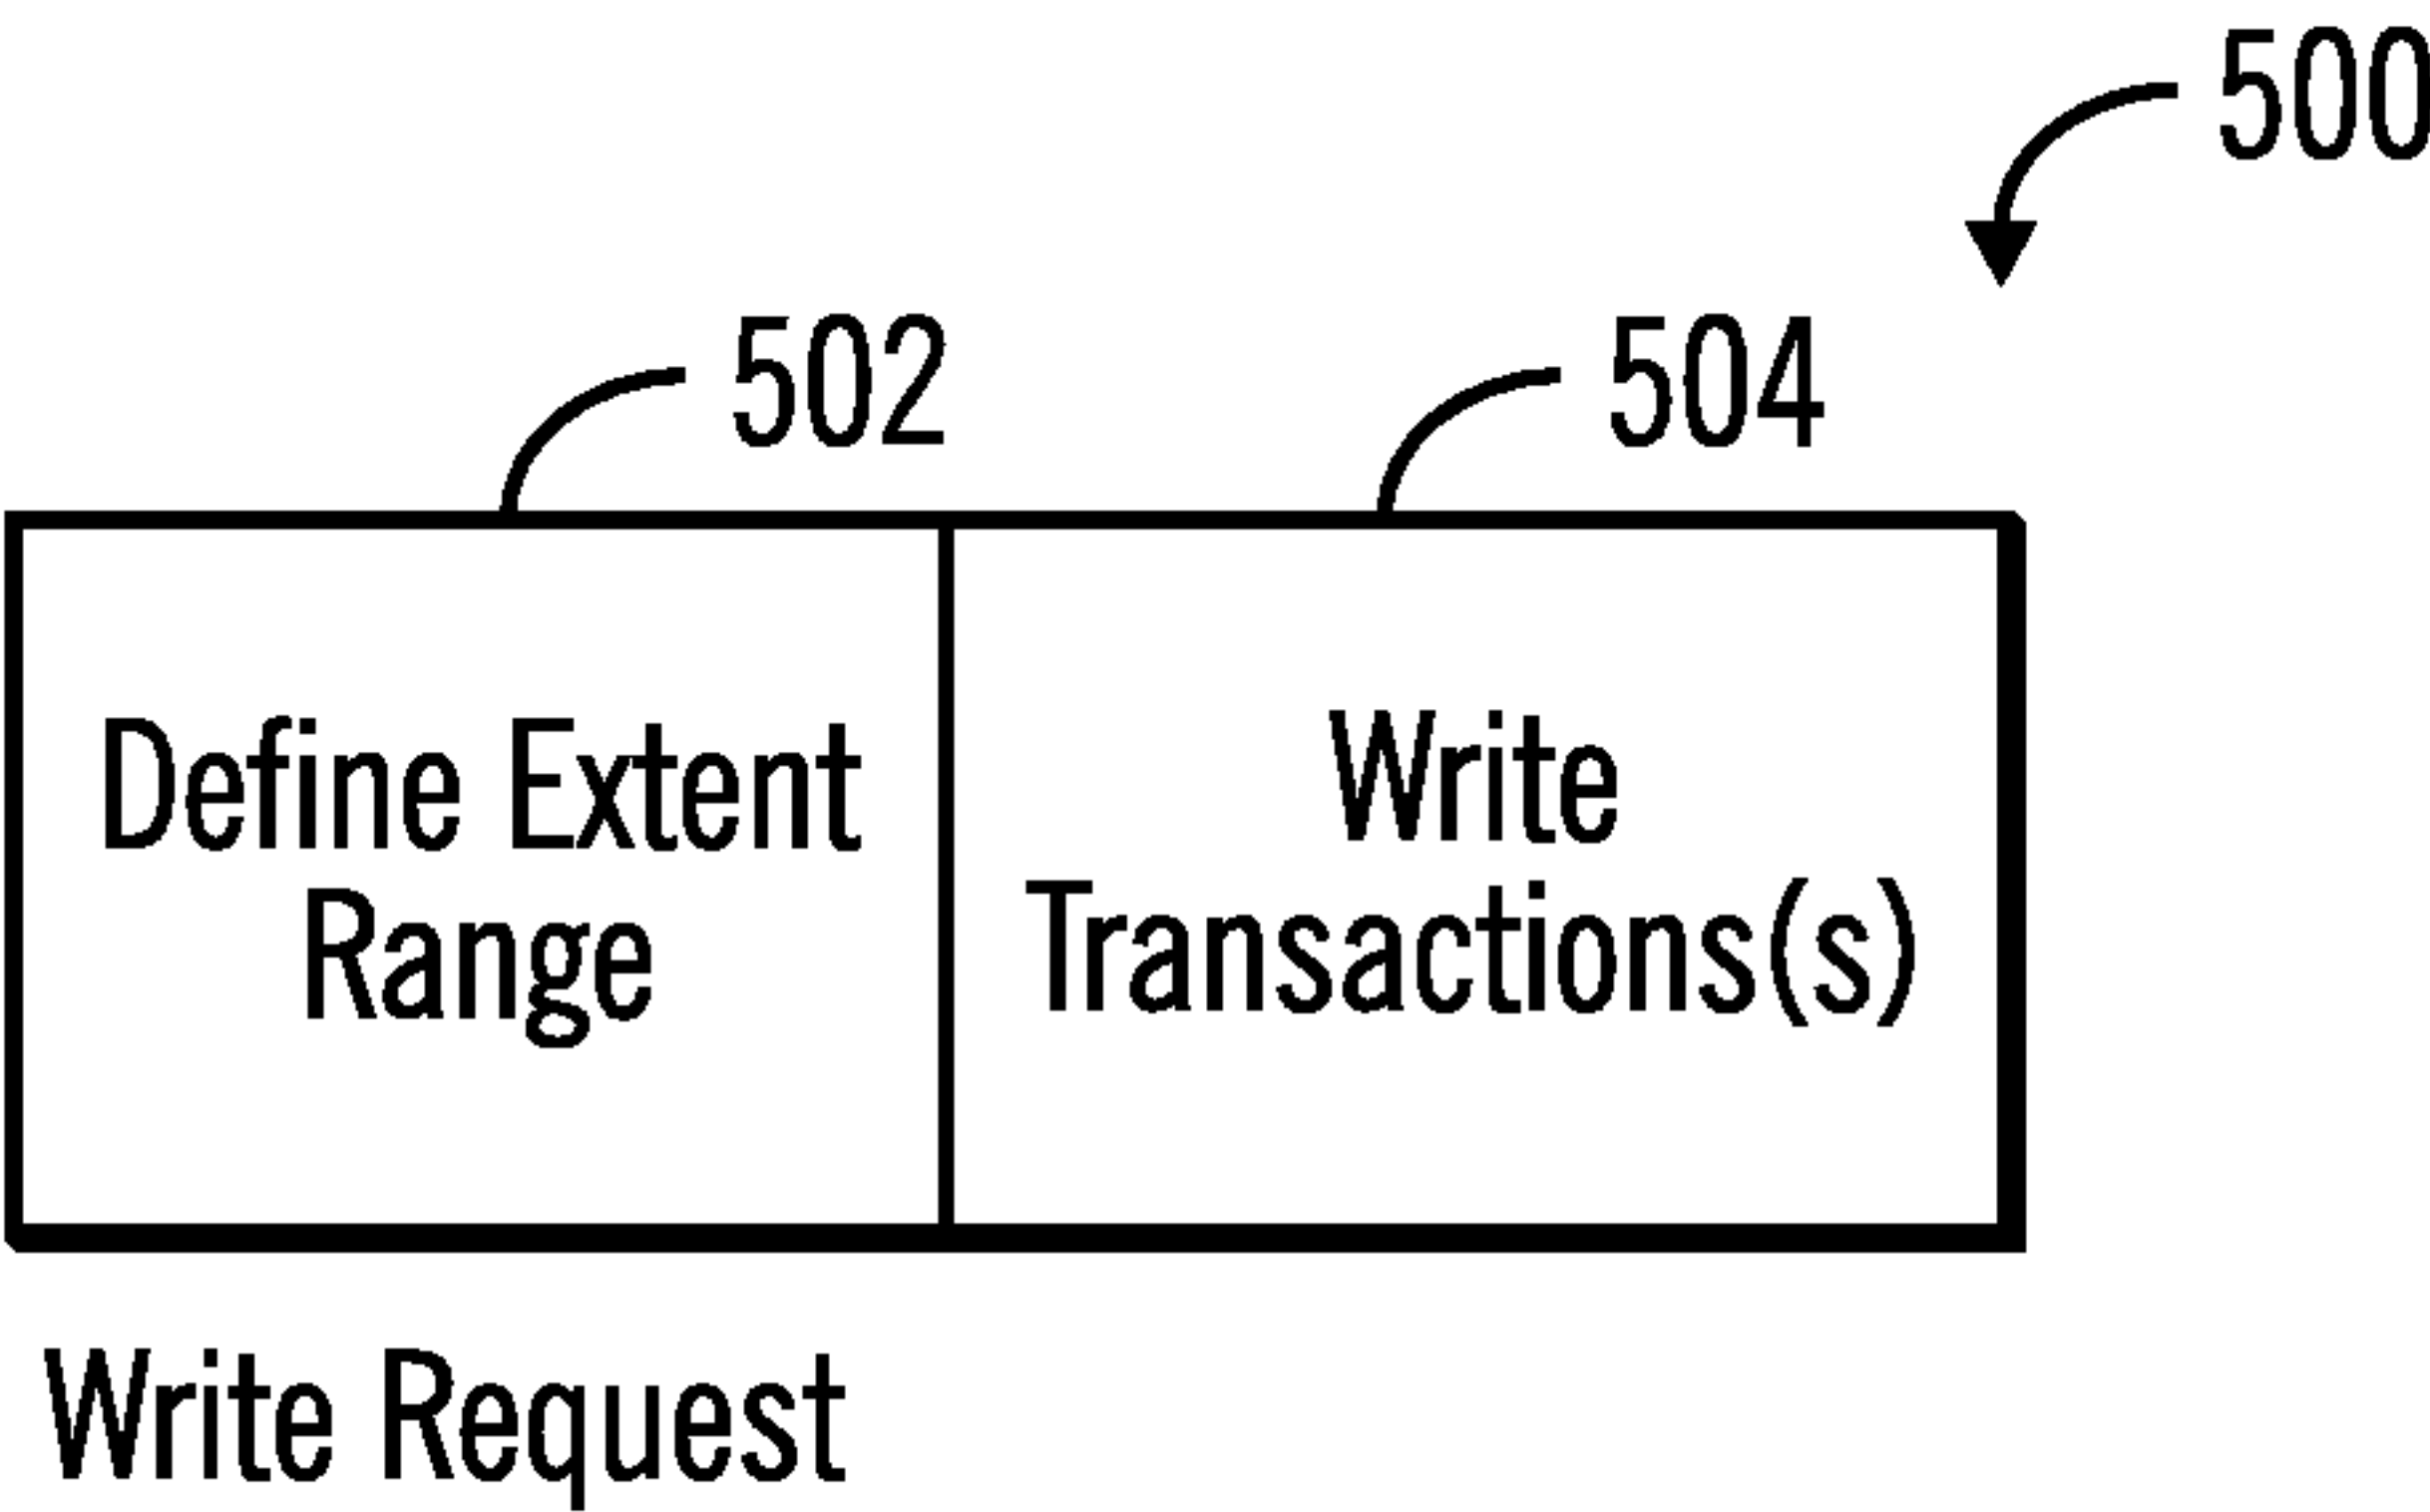 500
502
504
Define Extent
Range
Write
Transactions(s)
Write Request